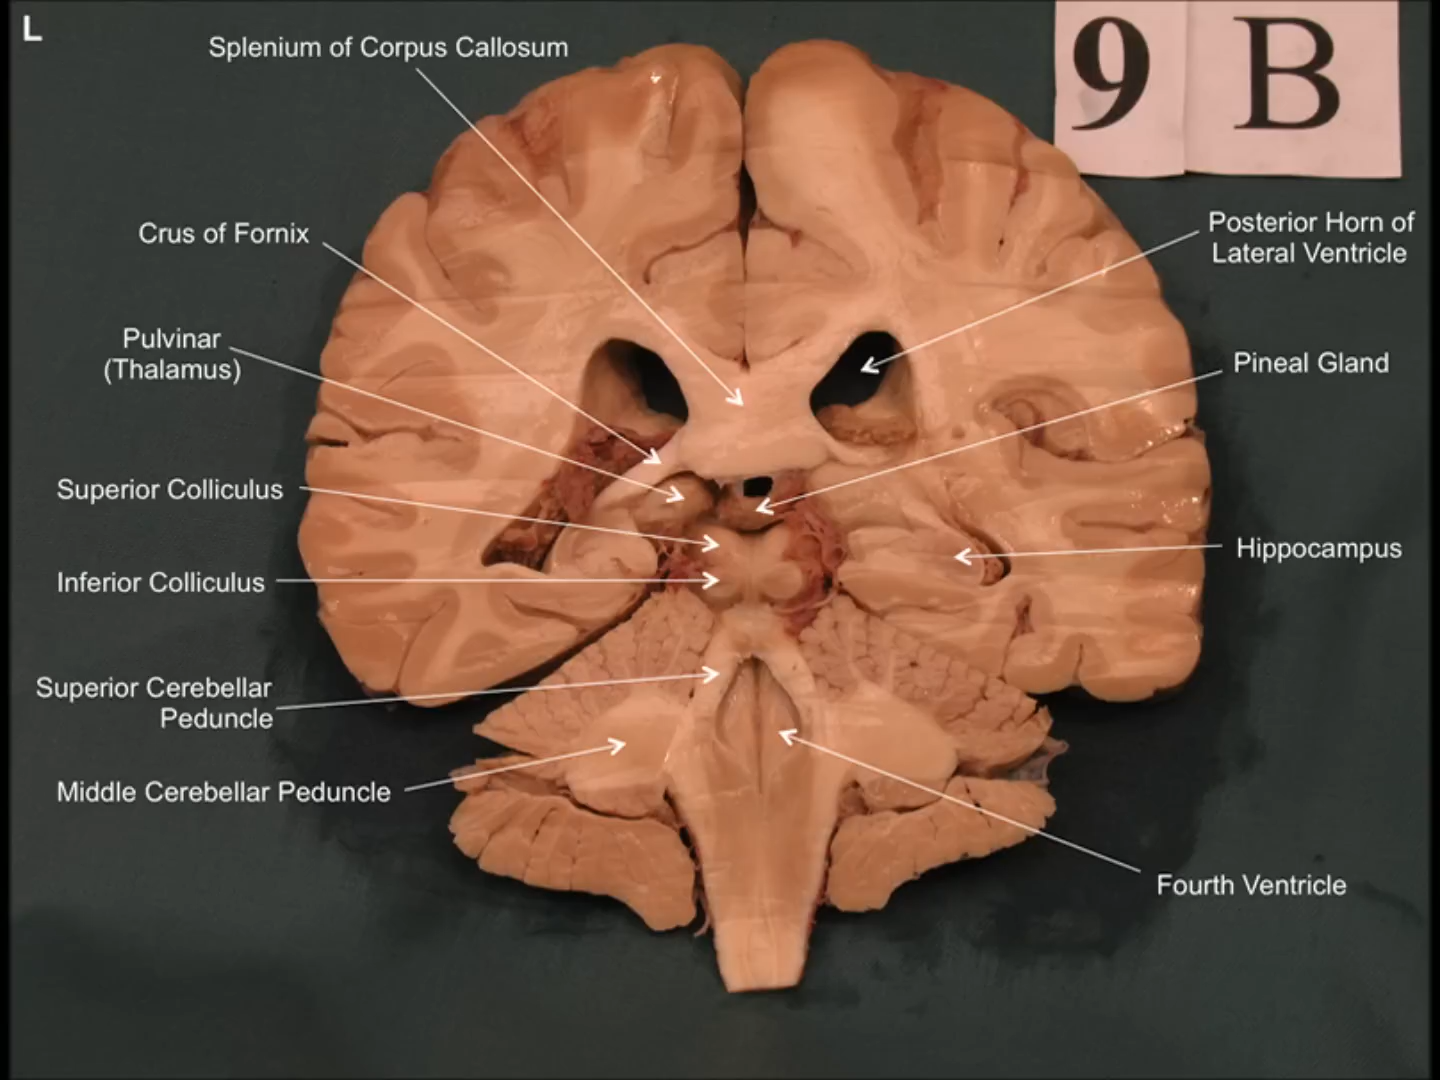 L
Splenium of Corpus Callosum
9 B
Crus of Fornix
Posterior Horn of
Lateral Ventricle
Pulvinar
(Thalamus)
Pineal Gland
Superior Colliculus
Hippocampus
Inferior Colliculus
Superior Cerebellar
Peduncle
Middle Cerebellar Peduncle
Fourth Ventricle